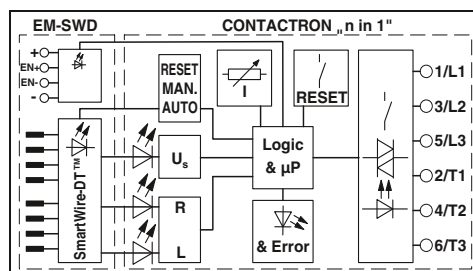 EM-SWD
CONTACTRON „n in 1"
+
EN+
EN-
-
RESET
MAN.
AUTO
I
RESET
1/L1
3/L2
5/L3
2/T1
4/T2
6/T3
SmartWire-DT™
Us
R
L
Logic
& µP
& Error